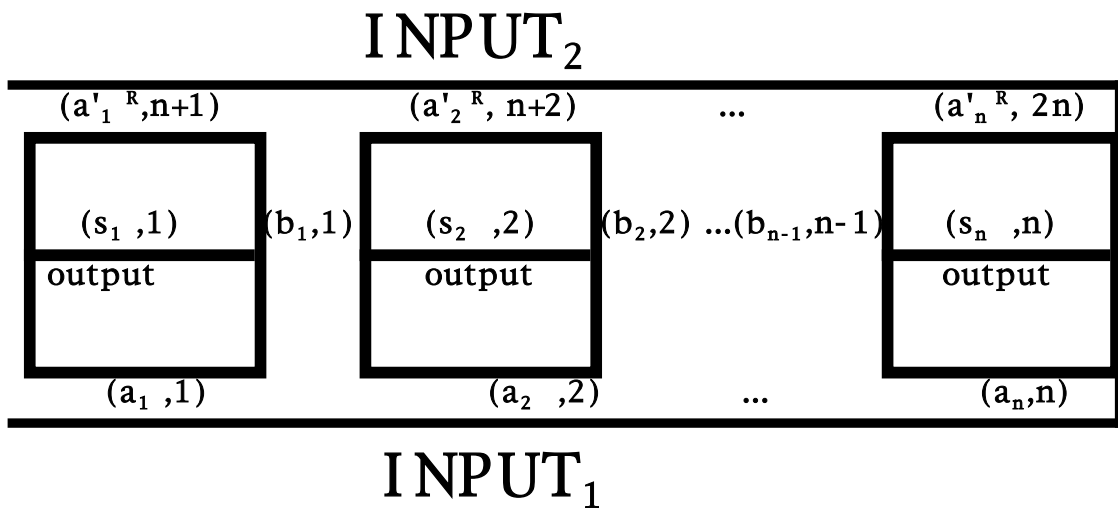 INPUT₂
(a'₁ ᴿ,n+1) (a'₂ ᴿ, n+2) ... (a'ₙ ᴿ, 2n)
(s₁ ,1) (b₁,1) (s₂ ,2) (b₂,2) ...(bₙ₋₁,n-1) (sₙ ,n)
output output output
(a₁ ,1) (a₂ ,2) ... (aₙ,n)
INPUT₁